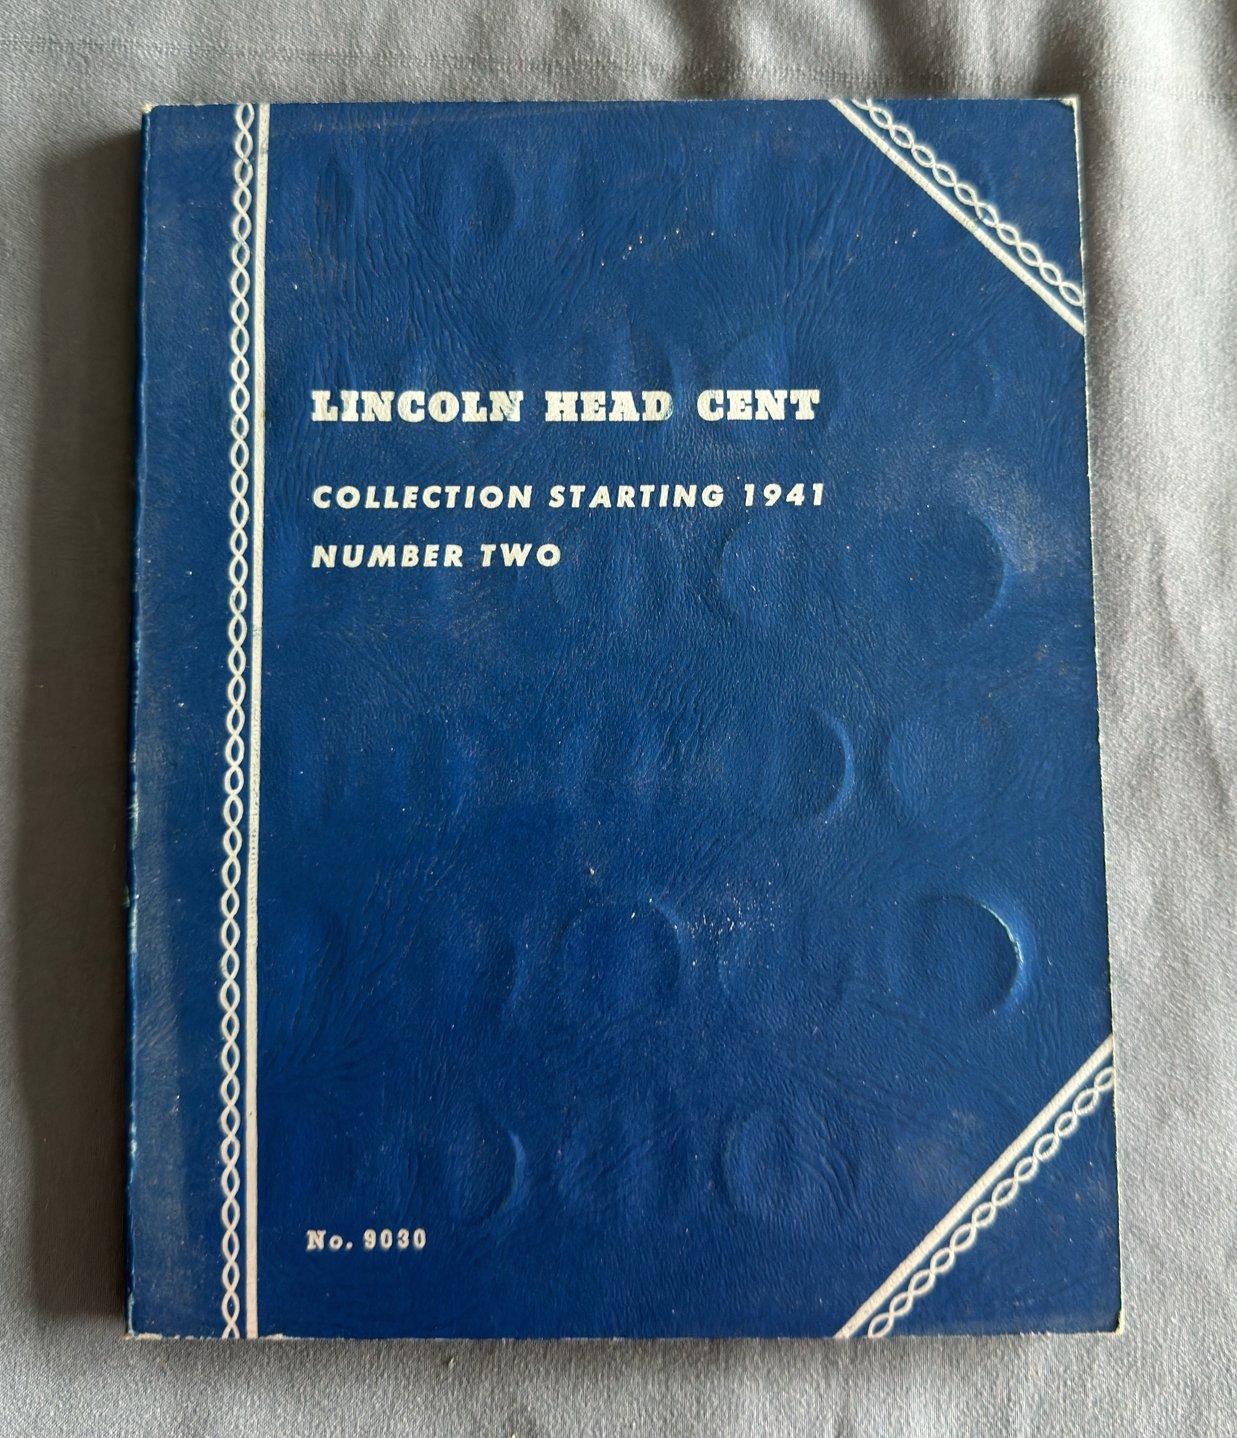 LINCOLN HEAD CENT
COLLECTION STARTING 1941
NUMBER TWO
No. 9030